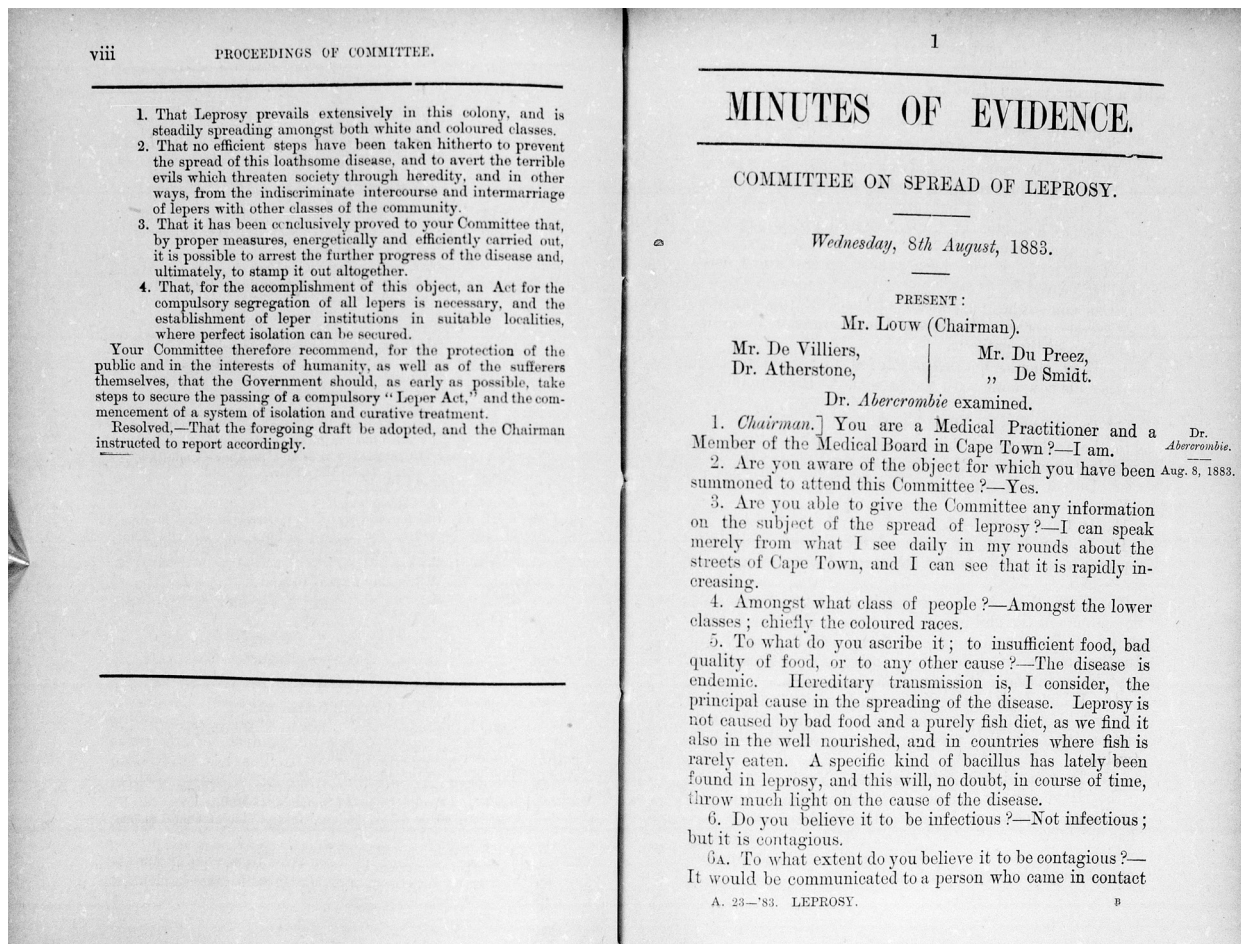 viii PROCEEDINGS OF COMMITTEE.
1. That Leprosy prevails extensively in this colony, and is
steadily spreading amongst both white and coloured classes.
2. That no efficient steps have been taken hitherto to prevent
the spread of this loathsome disease, and to avert the terrible
evils which threaten society through heredity, and in other
ways, from the indiscriminate intercourse and intermarriage
of lepers with other classes of the community.
3. That it has been conclusively proved to your Committee that,
by proper measures, energetically and efficiently carried out,
it is possible to arrest the further progress of the disease and,
ultimately, to stamp it out altogether.
4. That, for the accomplishment of this object, an Act for the
compulsory segregation of all lepers is necessary, and the
establishment of leper institutions in suitable localities,
where perfect isolation can be secured.
Your Committee therefore recommend, for the protection of the
public and in the interests of humanity, as well as of the sufferers
themselves, that the Government should, as early as possible, take
steps to secure the passing of a compulsory "Leper Act," and the com-
mencement of a system of isolation and curative treatment.
Resolved,—That the foregoing draft be adopted, and the Chairman
instructed to report accordingly.
1
MINUTES OF EVIDENCE.
COMMITTEE ON SPREAD OF LEPROSY.
Wednesday, 8th August, 1883.
PRESENT:
Mr. LOUW (Chairman).
Mr. De Villiers, Mr. Du Preez,
Dr. Atherstone, „ De Smidt.
Dr. Abercrombie examined.
1. Chairman.] You are a Medical Practitioner and a
Member of the Medical Board in Cape Town?—I am.
Dr.
Abercrombie.
Aug. 8, 1883.
2. Are you aware of the object for which you have been
summoned to attend this Committee?—Yes.
3. Are you able to give the Committee any information
on the subject of the spread of leprosy?—I can speak
merely from what I see daily in my rounds about the
streets of Cape Town, and I can see that it is rapidly in-
creasing.
4. Amongst what class of people?—Amongst the lower
classes; chiefly the coloured races.
5. To what do you ascribe it; to insufficient food, bad
quality of food, or to any other cause?—The disease is
endemic. Hereditary transmission is, I consider, the
principal cause in the spreading of the disease. Leprosy is
not caused by bad food and a purely fish diet, as we find it
also in the well nourished, and in countries where fish is
rarely eaten. A specific kind of bacillus has lately been
found in leprosy, and this will, no doubt, in course of time,
throw much light on the cause of the disease.
6. Do you believe it to be infectious?—Not infectious;
but it is contagious.
6A. To what extent do you believe it to be contagious?—
It would be communicated to a person who came in contact
A. 23—'83. LEPROSY. B